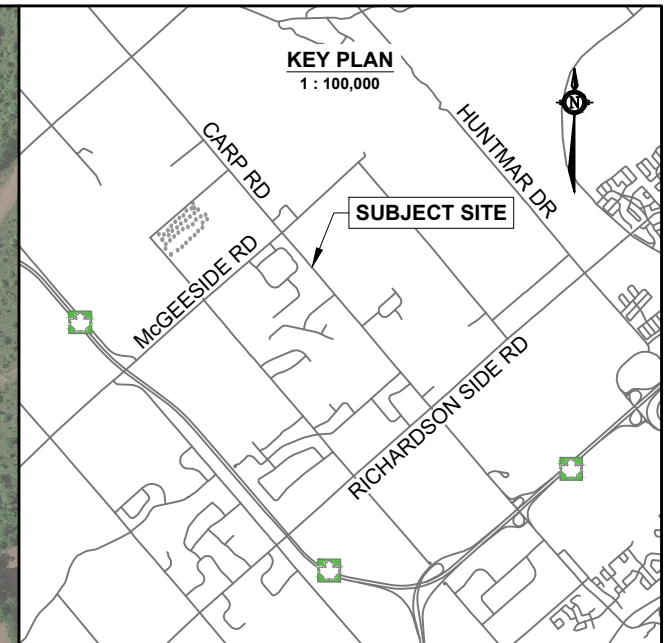 KEY PLAN
1 : 100,000
N
CARP RD
HUNTMAR DR
SUBJECT SITE
McGEESIDE RD
RICHARDSON SIDE RD